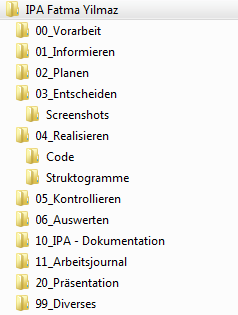 IPA Fatma Yilmaz
00_Vorarbeit
01_Informieren
02_Planen
03_Entscheiden
Screenshots
04_Realisieren
Code
Struktogramme
05_Kontrollieren
06_Auswerten
10_IPA - Dokumentation
11_Arbeitsjournal
20_Präsentation
99_Diverses